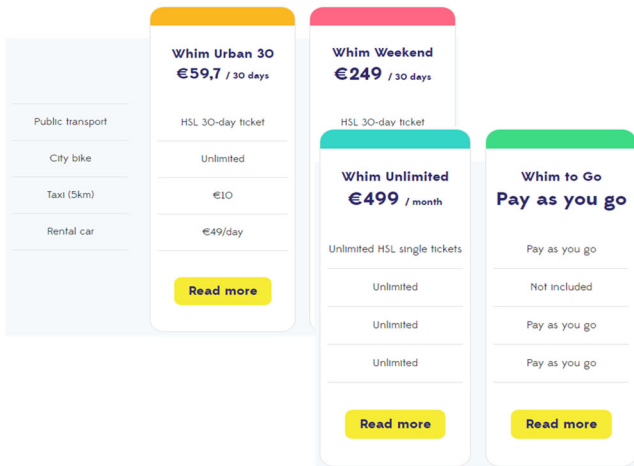 Whim Urban 30
€59,7 / 30 days
Whim Weekend
€249 / 30 days
Public transport
HSL 30-day ticket
HSL 30-day ticket
City bike
Unlimited
Taxi (5km)
€10
Rental car
€49/day
Read more
Whim Unlimited
€499 / month
Whim to Go
Pay as you go
Unlimited HSL single tickets
Pay as you go
Unlimited
Not included
Unlimited
Pay as you go
Unlimited
Pay as you go
Read more
Read more